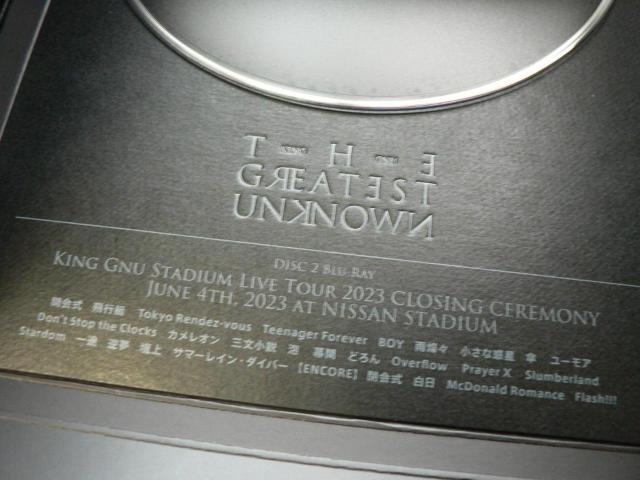 THE
GREATEST
UNKNOWN
DISC 2 BLU-RAY
KING GNU STADIUM LIVE TOUR 2023 CLOSING CEREMONY
JUNE 4TH, 2023 AT NISSAN STADIUM
開会式 飛行艇 Tokyo Rendez-vous Teenager Forever BOY 雨燦々 小さな惑星 傘 ユーモア
Don't Stop the Clocks カメレオン 三文小説 泡 幕間 どろん Overflow Prayer X Slumberland
Stardom 一途 逆夢 壇上 サマーレイン・ダイバー [ENCORE] 閉会式 白日 McDonald Romance Flash!!!